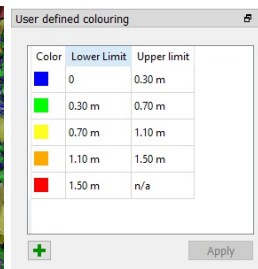 User defined colouring
Color Lower Limit Upper limit
0 0.30 m
0.30 m 0.70 m
0.70 m 1.10 m
1.10 m 1.50 m
1.50 m n/a
Apply